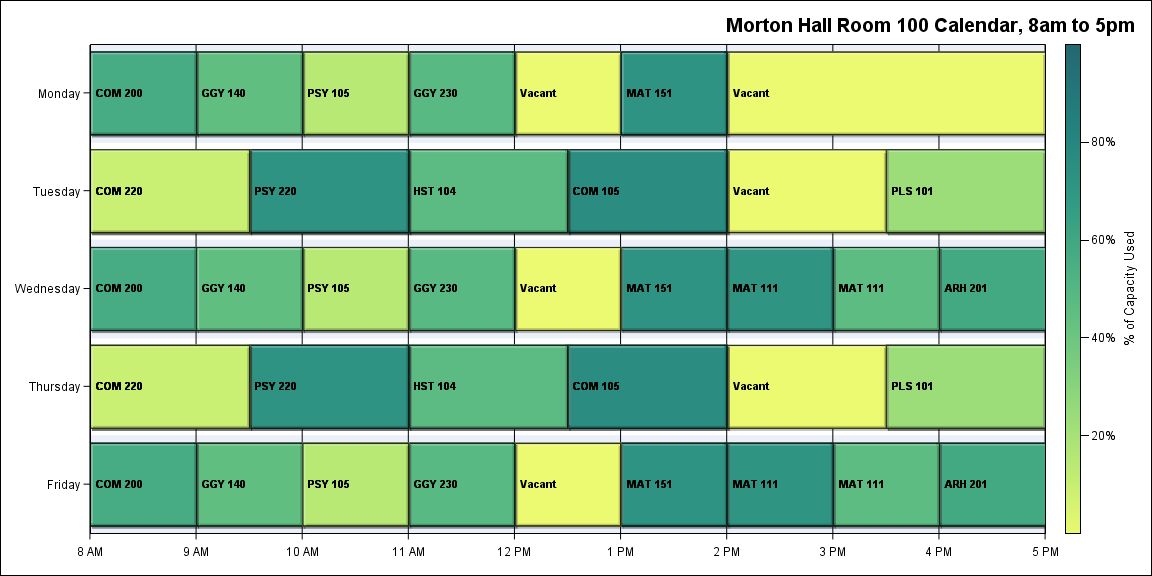 Morton Hall Room 100 Calendar, 8am to 5pm
Monday
COM 200
GGY 140
PSY 105
GGY 230
Vacant
MAT 151
Vacant
Tuesday
COM 220
PSY 220
HST 104
COM 105
Vacant
PLS 101
Wednesday
COM 200
GGY 140
PSY 105
GGY 230
Vacant
MAT 151
MAT 111
MAT 111
ARH 201
Thursday
COM 220
PSY 220
HST 104
COM 105
Vacant
PLS 101
Friday
COM 200
GGY 140
PSY 105
GGY 230
Vacant
MAT 151
MAT 111
MAT 111
ARH 201
8 AM
9 AM
10 AM
11 AM
12 PM
1 PM
2 PM
3 PM
4 PM
5 PM
80%
60%
40%
20%
% of Capacity Used